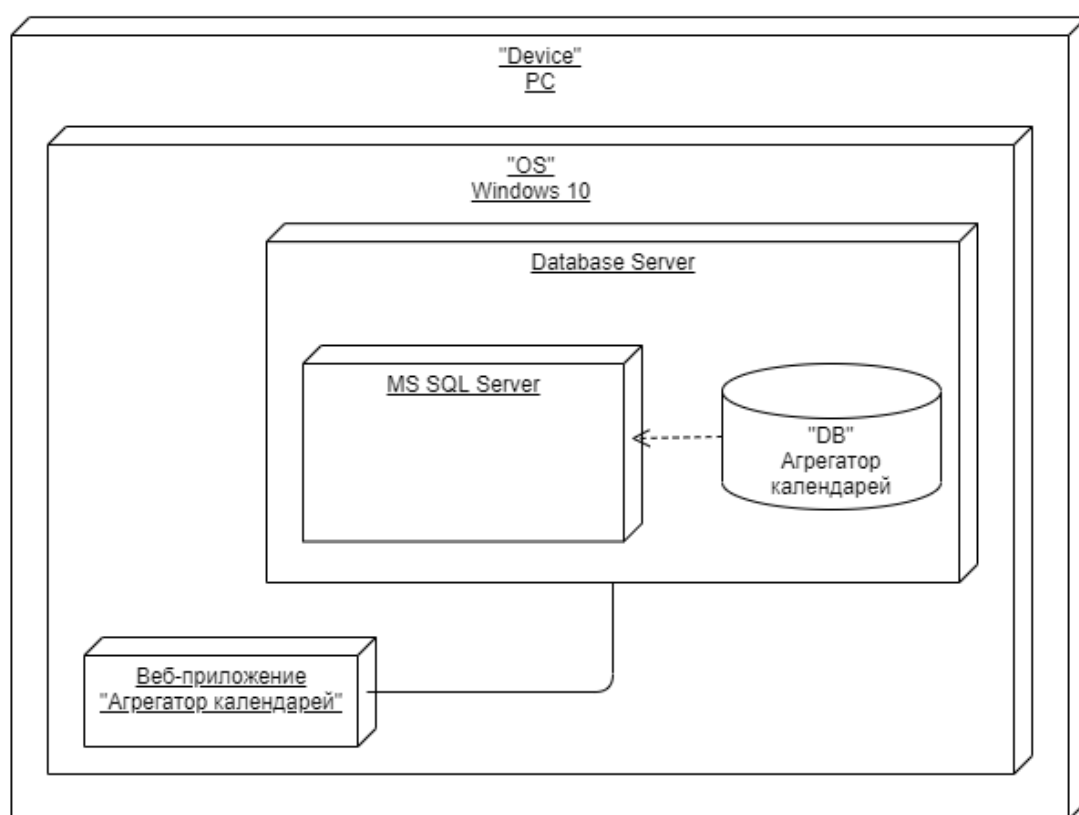 "Device"
PC
"OS"
Windows 10
Database Server
MS SQL Server
"DB"
Агрегатор
календарей
Веб-приложение
"Агрегатор календарей"